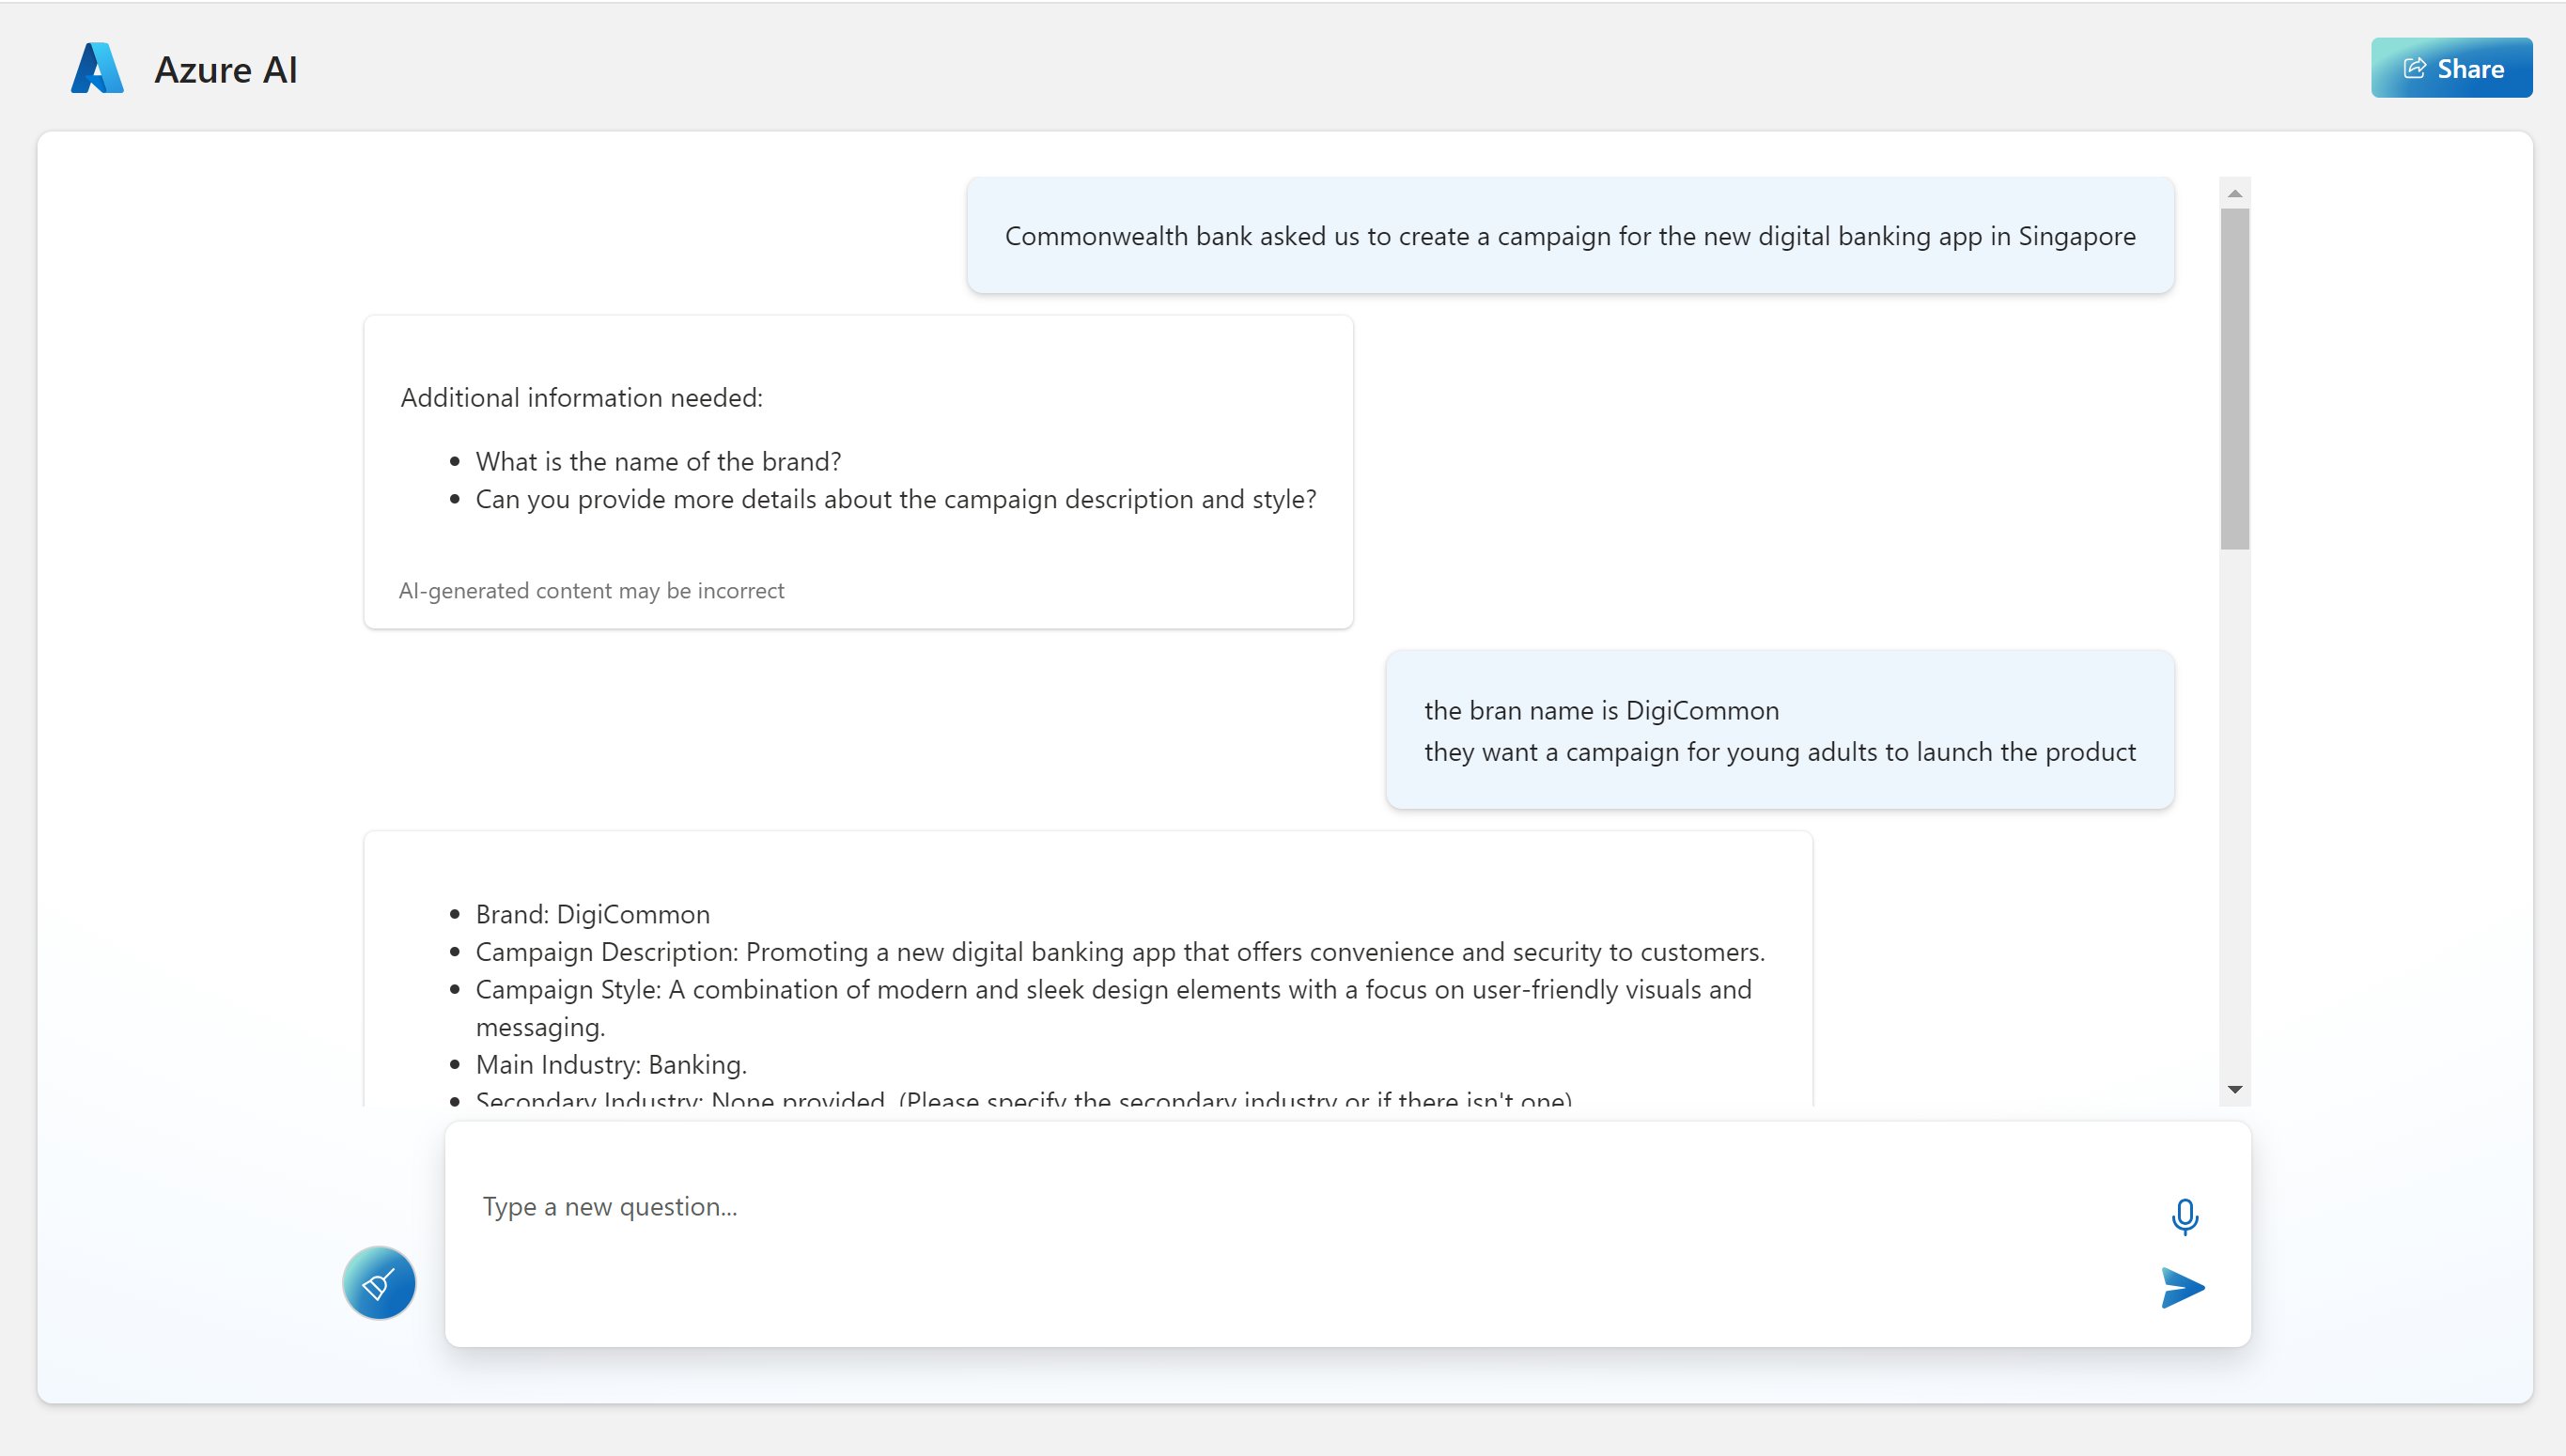 Azure AI
Share
Commonwealth bank asked us to create a campaign for the new digital banking app in Singapore
Additional information needed:
• What is the name of the brand?
• Can you provide more details about the campaign description and style?
AI-generated content may be incorrect
the bran name is DigiCommon
they want a campaign for young adults to launch the product
• Brand: DigiCommon
• Campaign Description: Promoting a new digital banking app that offers convenience and security to customers.
• Campaign Style: A combination of modern and sleek design elements with a focus on user-friendly visuals and
messaging.
• Main Industry: Banking.
• Secondary Industry: None provided. (Please specify the secondary industry or if there isn't one)
Type a new question...